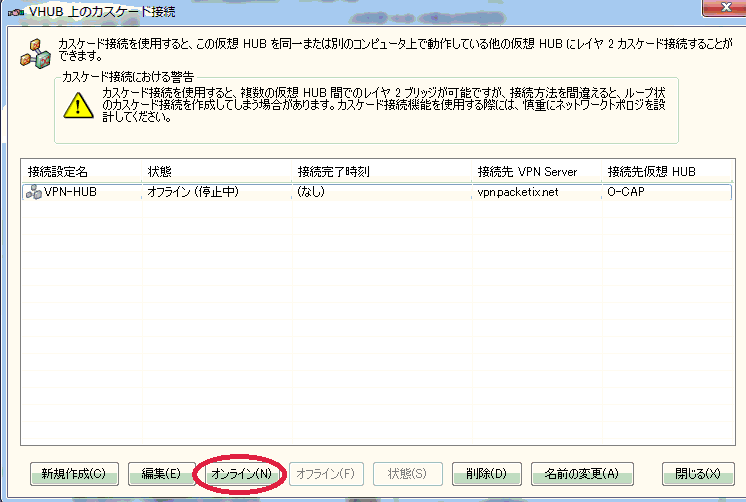 VHUB 上のカスケード接続
カスケード接続を使用すると、この仮想 HUB を同一または別のコンピュータ上で動作している他の仮想 HUB にレイヤ 2 カスケード接続することが
できます。
カスケード接続における警告
カスケード接続を使用すると、複数の仮想 HUB 間でのレイヤ 2 ブリッジが可能ですが、接続方法を間違えると、ループ状
のカスケード接続を作成してしまう場合があります。カスケード接続機能を使用する際には、慎重にネットワークトポロジを設
計してください。
接続設定名 状態 接続完了時刻 接続先 VPN Server 接続先仮想 HUB
VPN-HUB オフライン (停止中) (なし) vpn.packetix.net O-CAP
新規作成(C) 編集(E) オンライン(N) オフライン(F) 状態(S) 削除(D) 名前の変更(A) 閉じる(X)